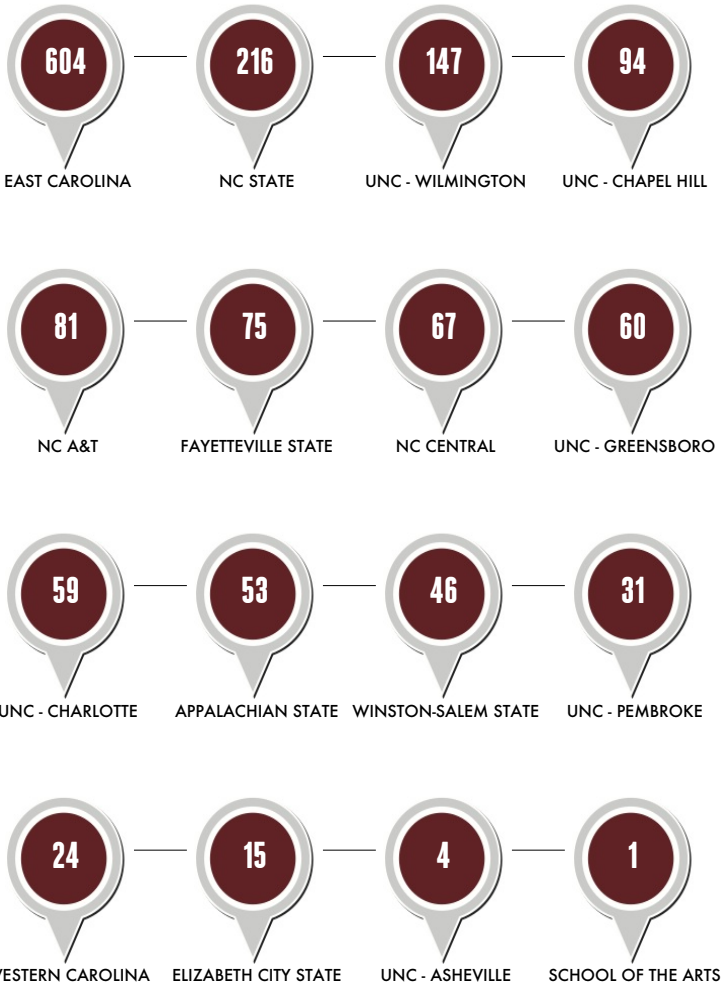 604 216 147 94
EAST CAROLINA NC STATE UNC - WILMINGTON UNC - CHAPEL HILL
81 75 67 60
NC A&T FAYETTEVILLE STATE NC CENTRAL UNC - GREENSBORO
59 53 46 31
UNC - CHARLOTTE APPALACHIAN STATE WINSTON-SALEM STATE UNC - PEMBROKE
24 15 4 1
WESTERN CAROLINA ELIZABETH CITY STATE UNC - ASHEVILLE SCHOOL OF THE ARTS